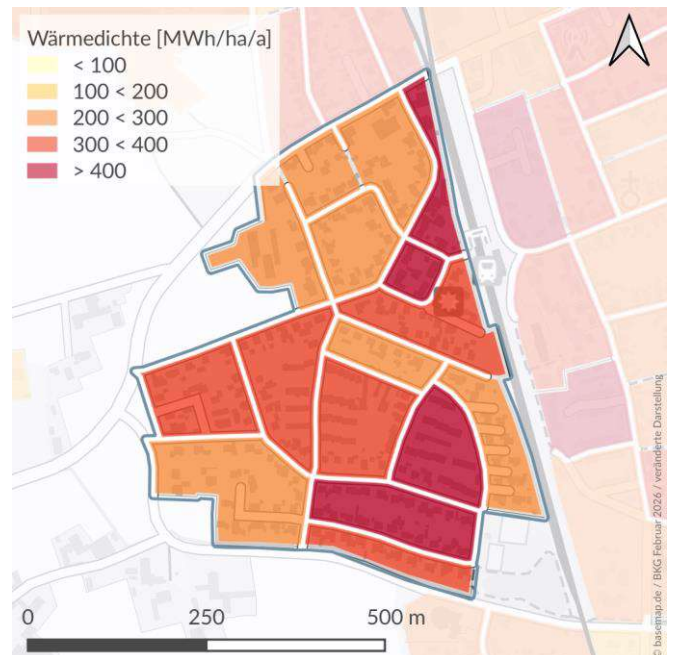 Wärmedichte [MWh/ha/a]
< 100
100 < 200
200 < 300
300 < 400
> 400
0 250 500 m
© basemap.de / BKG Februar 2026 / veränderte Darstellung